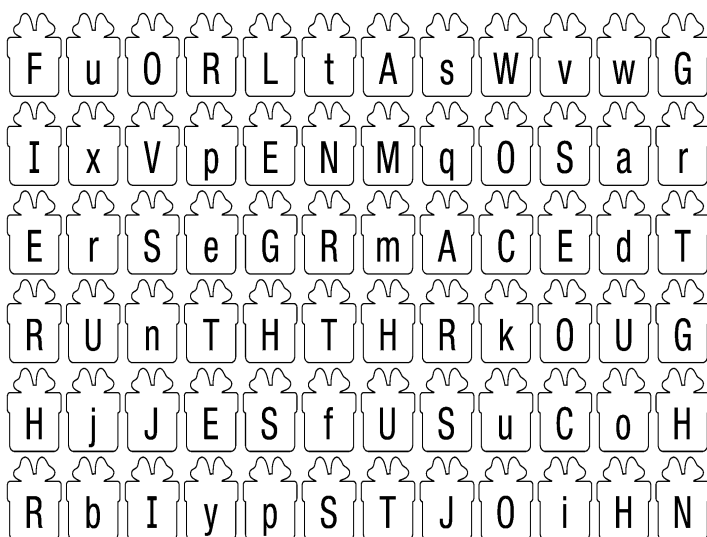 F u O R L t A s W v w G
I x V p E N M q O S a r
E r S e G R m A C E d T
R U n T H T H R k O U G
H j J E S f U S u C o H
R b I y p S T J O i H N